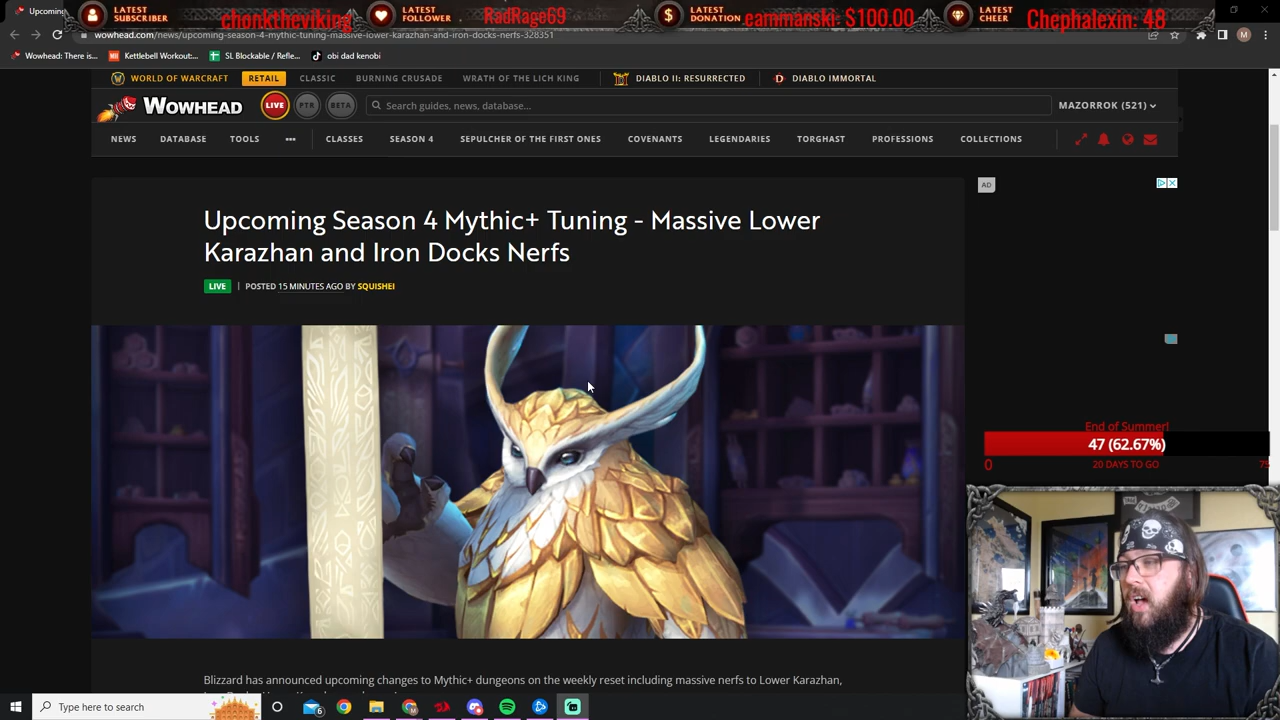 Upcoming
LATEST SUBSCRIBER
chonktheviking
LATEST FOLLOWER
RadRage69
LATEST DONATION
eammanski: $100.00
LATEST CHEER
Chephalexin: 48
wowhead.com/news/upcoming-season-4-mythic-tuning-massive-lower-karazhan-and-iron-docks-nerfs-328351
M
Wowhead: There is...
Kettlebell Workout:...
SL Blockable / Refle...
obi dad kenobi
WORLD OF WARCRAFT
RETAIL
CLASSIC
BURNING CRUSADE
WRATH OF THE LICH KING
DIABLO II: RESURRECTED
DIABLO IMMORTAL
WOWHEAD
LIVE
PTR
BETA
Search guides, news, database...
MAZORROK (521)
NEWS
DATABASE
TOOLS
•••
CLASSES
SEASON 4
SEPULCHER OF THE FIRST ONES
COVENANTS
LEGENDARIES
TORGHAST
PROFESSIONS
COLLECTIONS
AD
Upcoming Season 4 Mythic+ Tuning - Massive Lower
Karazhan and Iron Docks Nerfs
LIVE | POSTED 15 MINUTES AGO BY SQUISHEI
End of Summer!
47 (62.67%)
0
20 DAYS TO GO
75
Blizzard has announced upcoming changes to Mythic+ dungeons on the weekly reset including massive nerfs to Lower Karazhan,
Type here to search
6